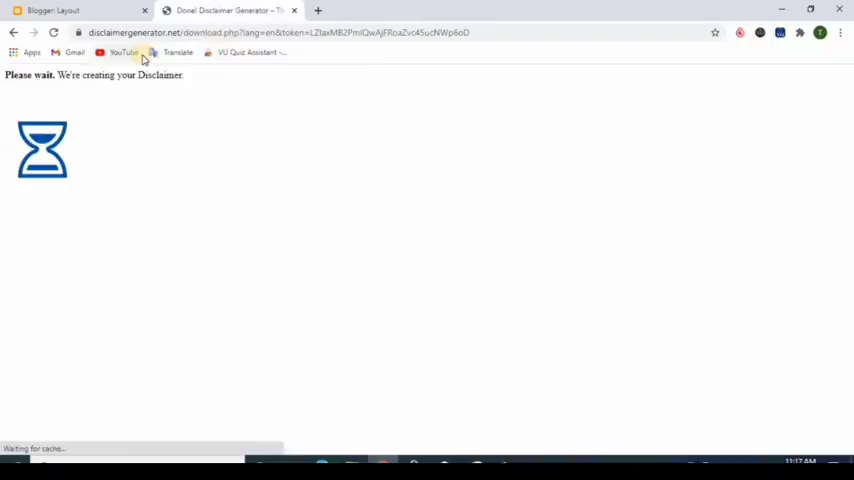 Blogger: Layout
Done! Disclaimer Generator – Th
disclaimergenerator.net/download.php?lang=en&token=LZIaxMB2PmIQwAjFRoaZvc45ucNWp6oD
Apps
Gmail
YouTube
Translate
VU Quiz Assistant -...
T
Please wait. We're creating your Disclaimer.
Waiting for cache...
11:17 AM